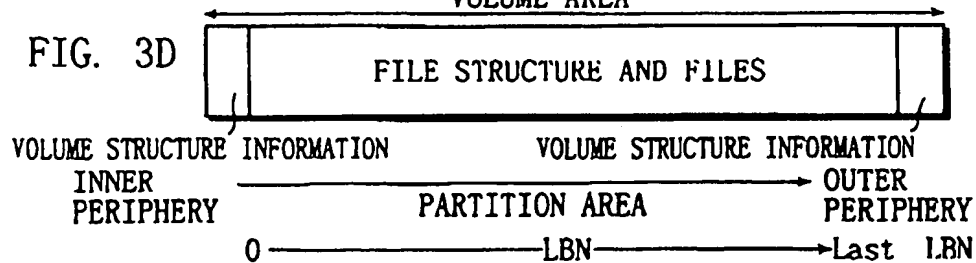 VOLUME AREA
FIG. 3D
FILE STRUCTURE AND FILES
VOLUME STRUCTURE INFORMATION VOLUME STRUCTURE INFORMATION
INNER PERIPHERY
PARTITION AREA
OUTER PERIPHERY
0 LBN Last LBN